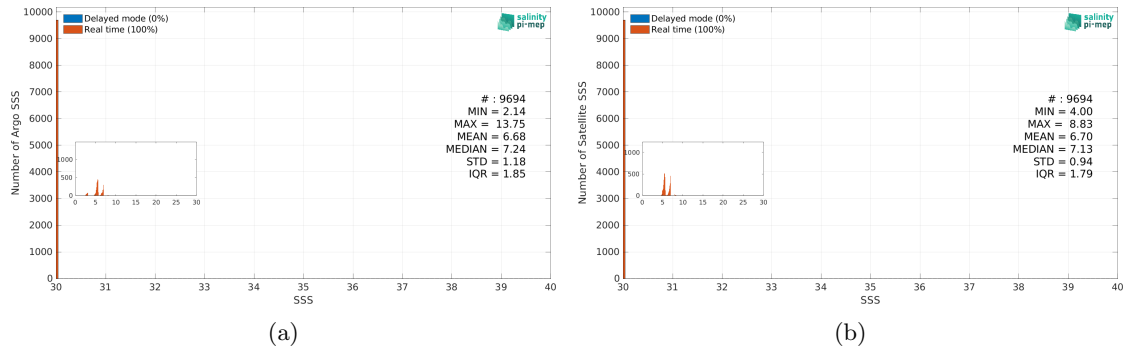 Delayed mode (0%)
Real time (100%)
salinity
pi-mep
10000
9000
8000
7000
6000
5000
4000
3000
2000
1000
0
Number of Argo SSS
# : 9694
MIN = 2.14
MAX = 13.75
MEAN = 6.68
MEDIAN = 7.24
STD = 1.18
IQR = 1.85
1000
500
0
0 5 10 15 20 25 30
30 31 32 33 34 35 36 37 38 39 40
SSS
(a)
Delayed mode (0%)
Real time (100%)
salinity
pi-mep
10000
9000
8000
7000
6000
5000
4000
3000
2000
1000
0
Number of Satellite SSS
# : 9694
MIN = 4.00
MAX = 8.83
MEAN = 6.70
MEDIAN = 7.13
STD = 0.94
IQR = 1.79
1000
500
0
0 5 10 15 20 25 30
30 31 32 33 34 35 36 37 38 39 40
SSS
(b)